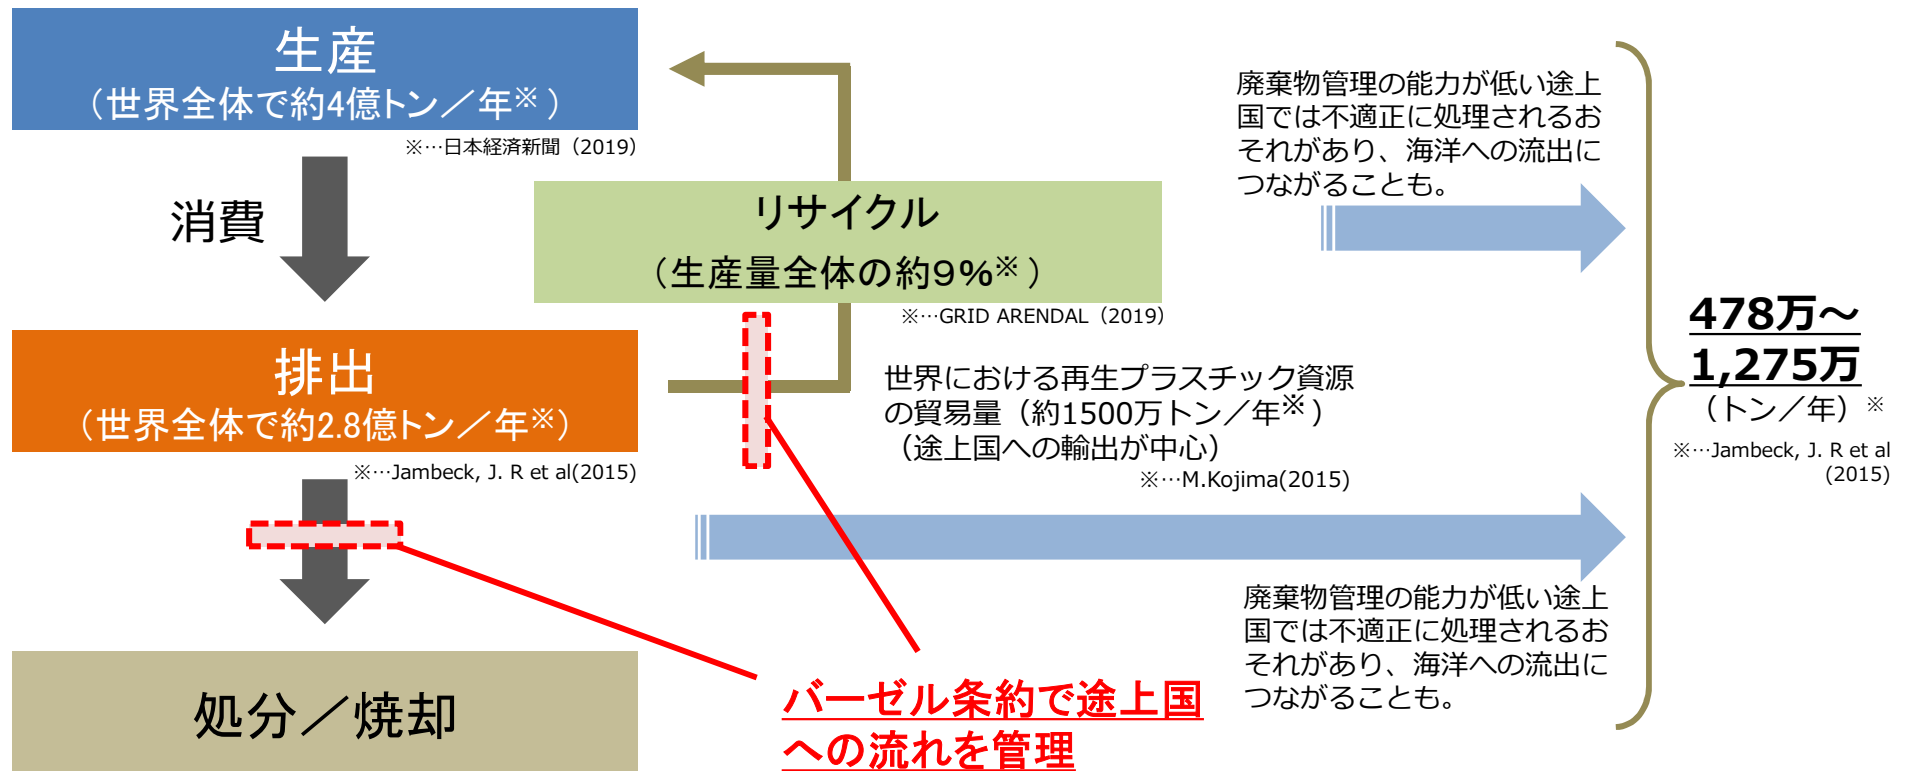 生産
（世界全体で約4億トン／年※）
※…日本経済新聞（2019）
消費
リサイクル
（生産量全体の約９%※）
※…GRID ARENDAL（2019）
排出
（世界全体で約2.8億トン／年※）
※…Jambeck, J. R et al(2015)
世界における再生プラスチック資源
の貿易量（約1500万トン／年※）
（途上国への輸出が中心）
※…M.Kojima(2015)
処分／焼却
バーゼル条約で途上国
への流れを管理
廃棄物管理の能力が低い途上
国では不適正に処理されるお
それがあり、海洋への流出に
つながることも。
廃棄物管理の能力が低い途上
国では不適正に処理されるお
それがあり、海洋への流出に
つながることも。
478万～
1,275万
（トン／年）※
※…Jambeck, J. R et al
(2015)